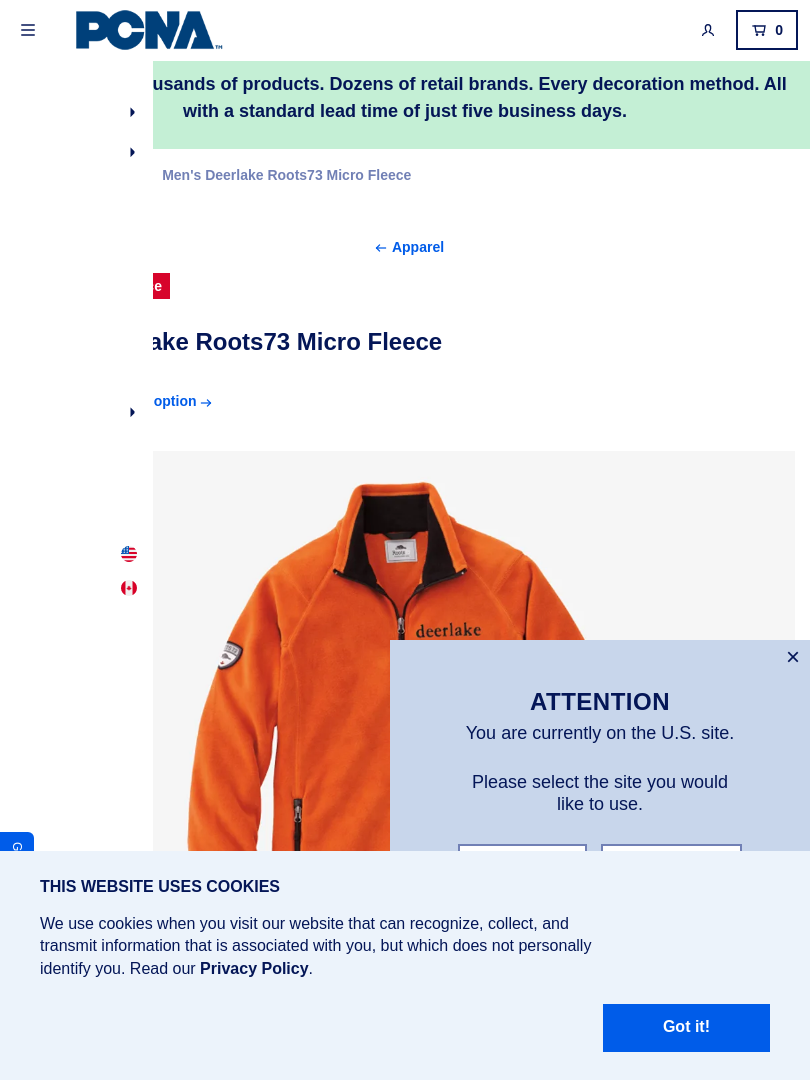 PCNA™
0
usands of products. Dozens of retail brands. Every decoration method. All
with a standard lead time of just five business days.
Men's Deerlake Roots73 Micro Fleece
← Apparel
ake Roots73 Micro Fleece
option →
Roots
deerlake
ATTENTION
You are currently on the U.S. site.
Please select the site you would
like to use.
G
THIS WEBSITE USES COOKIES
We use cookies when you visit our website that can recognize, collect, and
transmit information that is associated with you, but which does not personally
identify you. Read our Privacy Policy.
Got it!